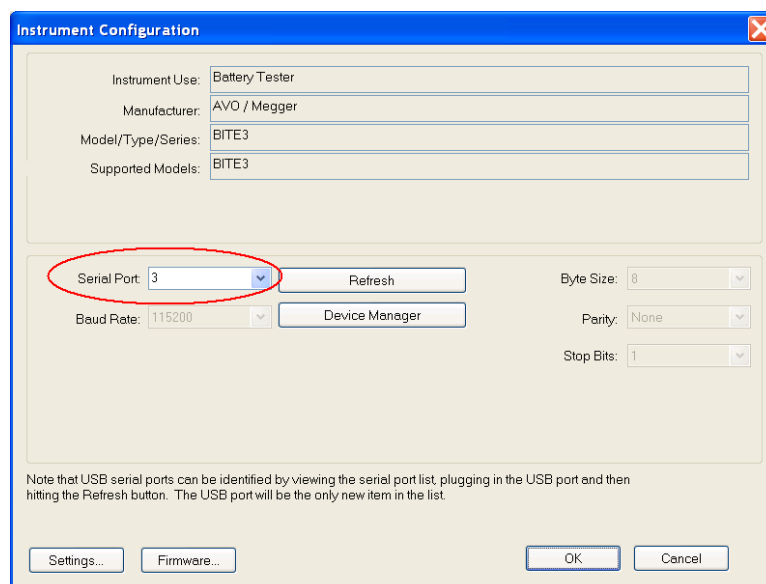 Instrument Configuration
Instrument Use: Battery Tester
Manufacturer: AVO / Megger
Model/Type/Series: BITE3
Supported Models: BITE3
Serial Port: 3 Refresh Byte Size: 8
Baud Rate: 115200 Device Manager Parity: None
Stop Bits: 1
Note that USB serial ports can be identified by viewing the serial port list, plugging in the USB port and then
hitting the Refresh button. The USB port will be the only new item in the list.
Settings... Firmware... OK Cancel